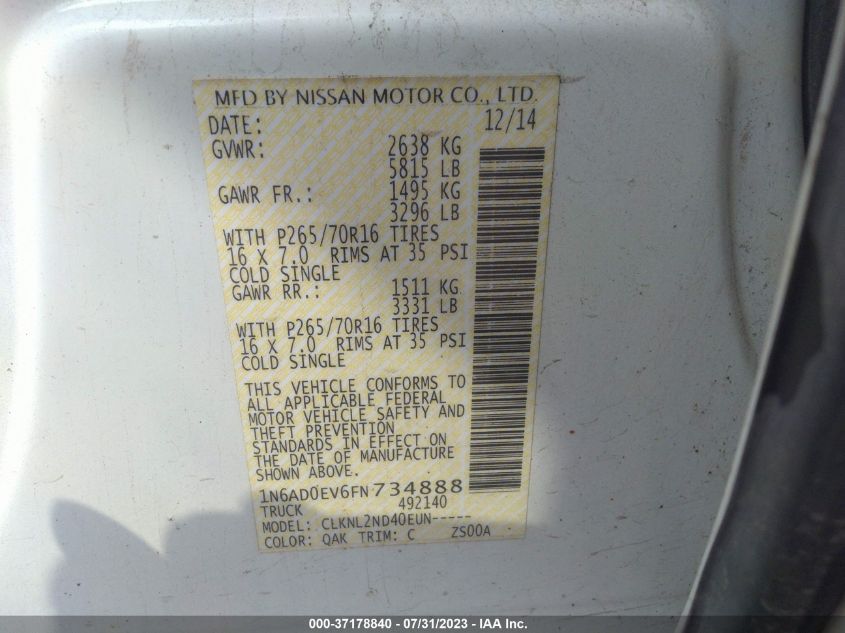 MFD BY NISSAN MOTOR CO., LTD.
DATE: 12/14
GVWR: 2638 KG
5815 LB
GAWR FR.: 1495 KG
3296 LB
WITH P265/70R16 TIRES
16 X 7.0 RIMS AT 35 PSI
COLD SINGLE
GAWR RR.: 1511 KG
3331 LB
WITH P265/70R16 TIRES
16 X 7.0 RIMS AT 35 PSI
COLD SINGLE
THIS VEHICLE CONFORMS TO
ALL APPLICABLE FEDERAL
MOTOR VEHICLE SAFETY AND
THEFT PREVENTION
STANDARDS IN EFFECT ON
THE DATE OF MANUFACTURE
SHOWN ABOVE.
1N6AD0EV6FN734888
TRUCK 492140
MODEL: CLKNL2ND40EUN-----
COLOR: QAK TRIM: C ZS00A
000-37178840 - 07/31/2023 - IAA Inc.